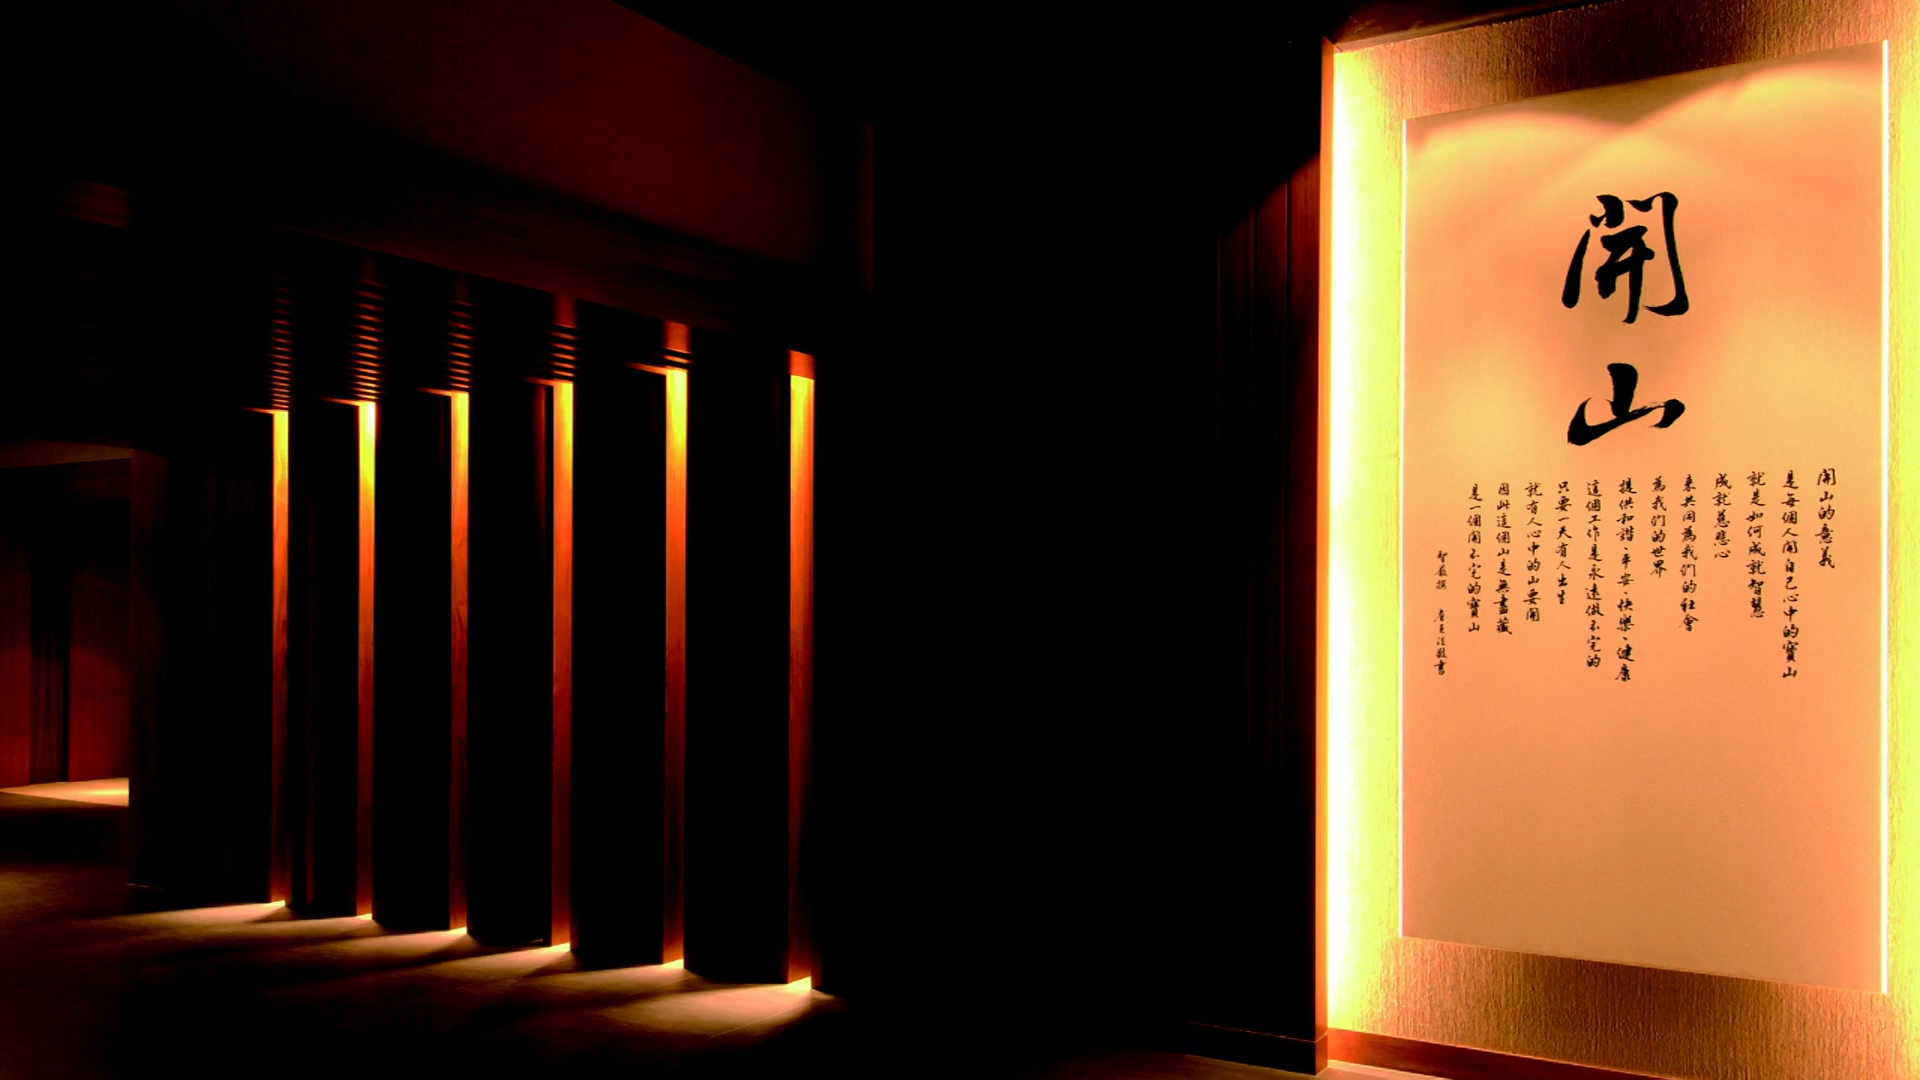 開山
開山的意義
是每個人開自己心中的寶山
就是如何成就智慧
成就慈悲心
來共同為我們的社會
為我們的世界
提供和諧、平安、快樂、健康
這個工作是永遠做不完的
只要一天有人出生
就有人心中的山要開
因此這個山是無盡藏
是一個開不完的寶山
聖嚴撰